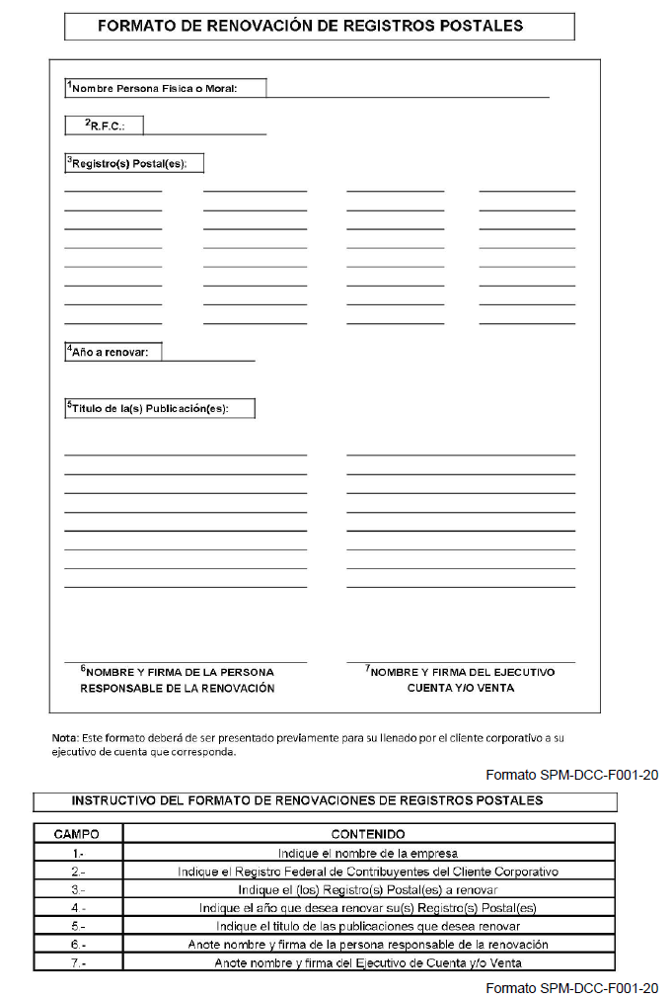 FORMATO DE RENOVACIÓN DE REGISTROS POSTALES
1Nombre Persona Física o Moral:
2R.F.C.:
3Registro(s) Postal(es):
4Año a renovar:
5Título de la(s) Publicación(es):
6NOMBRE Y FIRMA DE LA PERSONA
RESPONSABLE DE LA RENOVACIÓN
7NOMBRE Y FIRMA DEL EJECUTIVO
CUENTA Y/O VENTA
Nota: Este formato deberá de ser presentado previamente para su llenado por el cliente corporativo a su
ejecutivo de cuenta que corresponda.
Formato SPM-DCC-F001-20
INSTRUCTIVO DEL FORMATO DE RENOVACIONES DE REGISTROS POSTALES
CAMPO CONTENIDO
1.- Indique el nombre de la empresa
2.- Indique el Registro Federal de Contribuyentes del Cliente Corporativo
3.- Indique el (los) Registro(s) Postal(es) a renovar
4.- Indique el año que desea renovar su(s) Registro(s) Postal(es)
5.- Indique el titulo de las publicaciones que desea renovar
6.- Anote nombre y firma de la persona responsable de la renovación
7.- Anote nombre y firma del Ejecutivo de Cuenta y/o Venta
Formato SPM-DCC-F001-20